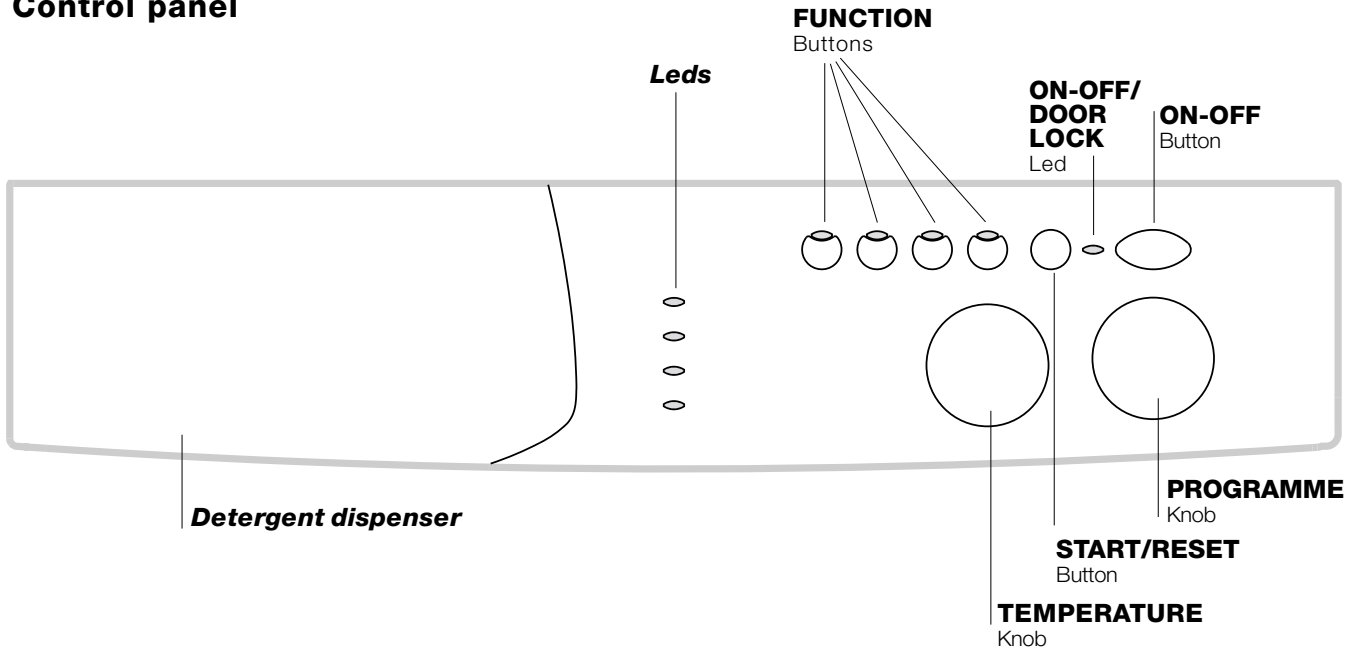 Control panel
FUNCTION
Buttons
Leds
ON-OFF/
DOOR
LOCK
Led
ON-OFF
Button
Detergent dispenser
PROGRAMME
Knob
START/RESET
Button
TEMPERATURE
Knob